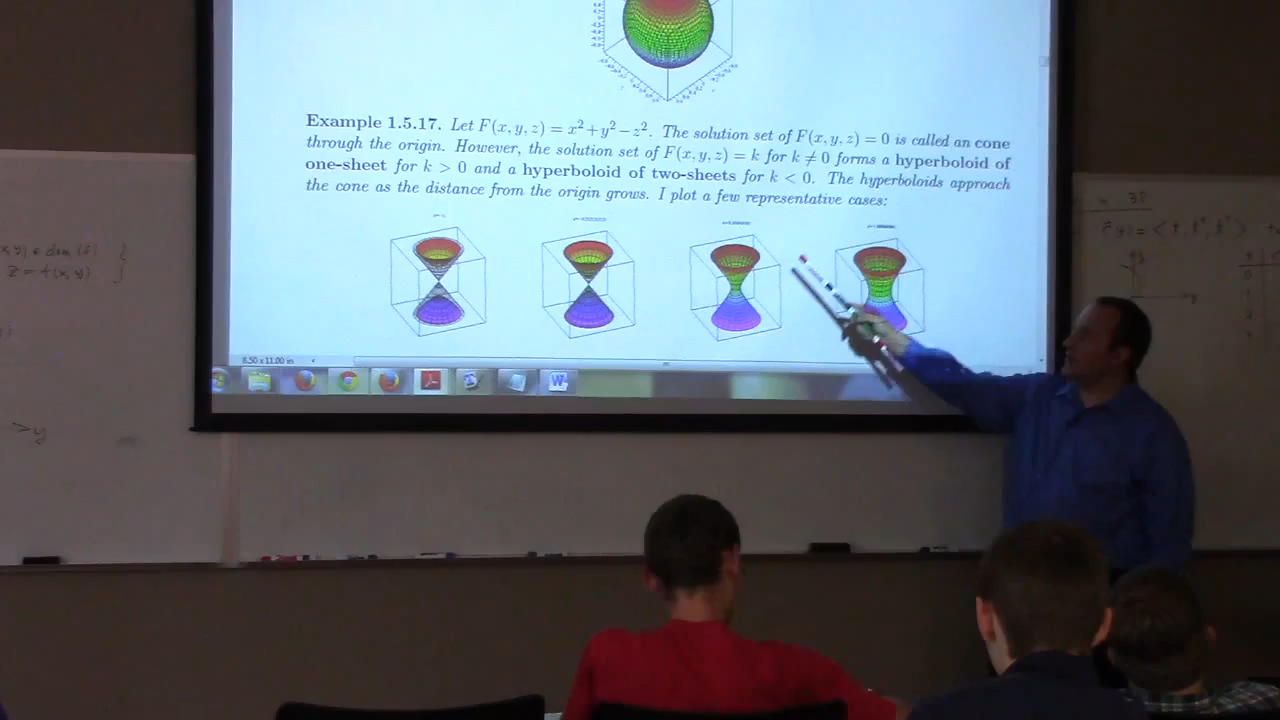 Example 1.5.17. Let F(x, y, z) = x² + y² − z². The solution set of F(x, y, z) = 0 is called an cone
through the origin. However, the solution set of F(x, y, z) = k for k ≠ 0 forms a hyperboloid of
one-sheet for k > 0 and a hyperboloid of two-sheets for k < 0. The hyperboloids approach
the cone as the distance from the origin grows. I plot a few representative cases:
8.50 x 11.00 in
z = f(x, y)
>y